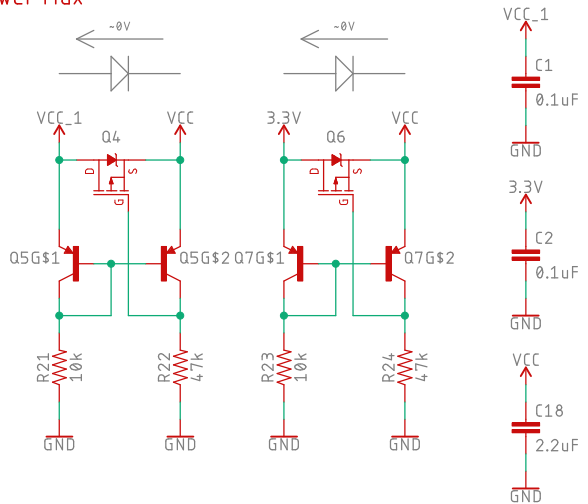 ~0V
~0V
VCC_1
C1
0.1uF
GND
VCC_1
Q4
VCC
D
S
G
3.3V
Q6
VCC
D
S
G
3.3V
C2
0.1uF
GND
Q5G$1
Q5G$2
Q7G$1
Q7G$2
R21
10k
R22
47k
R23
10k
R24
47k
VCC
C18
2.2uF
GND
GND
GND
GND
GND